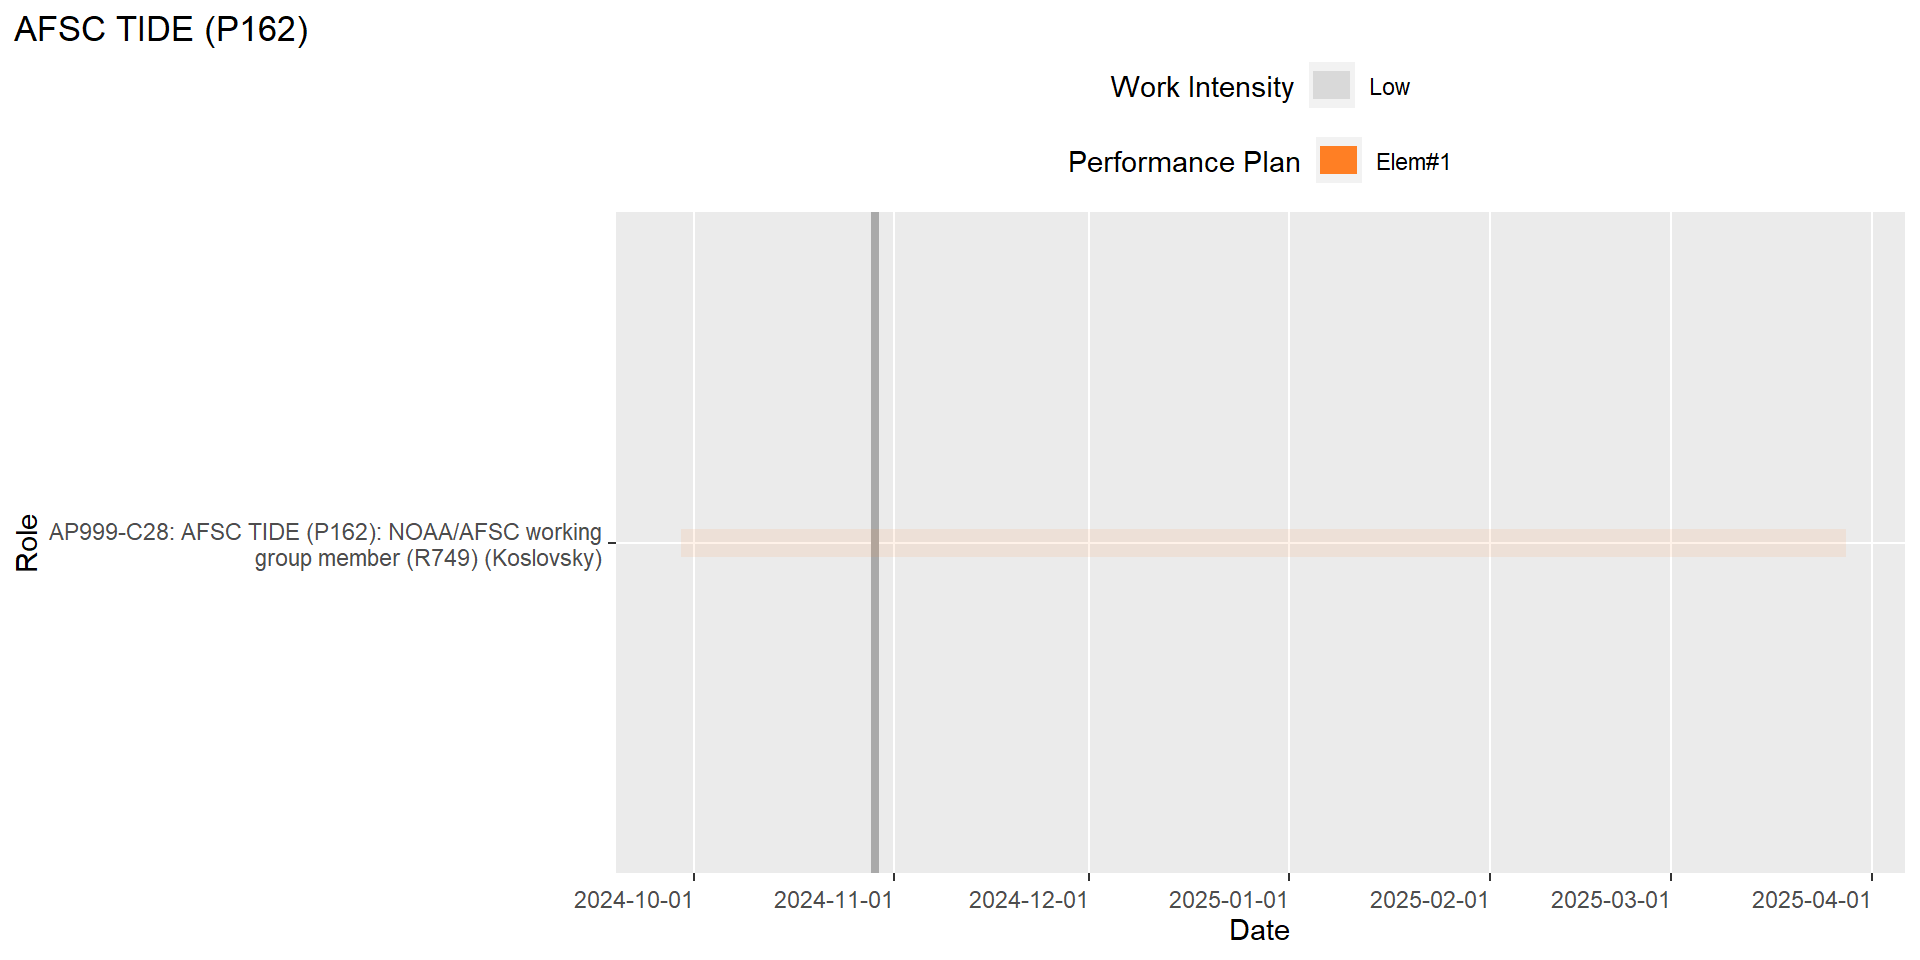 AFSC TIDE (P162)
Work Intensity Low
Performance Plan Elem#1
Role
AP999-C28: AFSC TIDE (P162): NOAA/AFSC working
group member (R749) (Koslovsky)
2024-10-01 2024-11-01 2024-12-01 2025-01-01 2025-02-01 2025-03-01 2025-04-01
Date